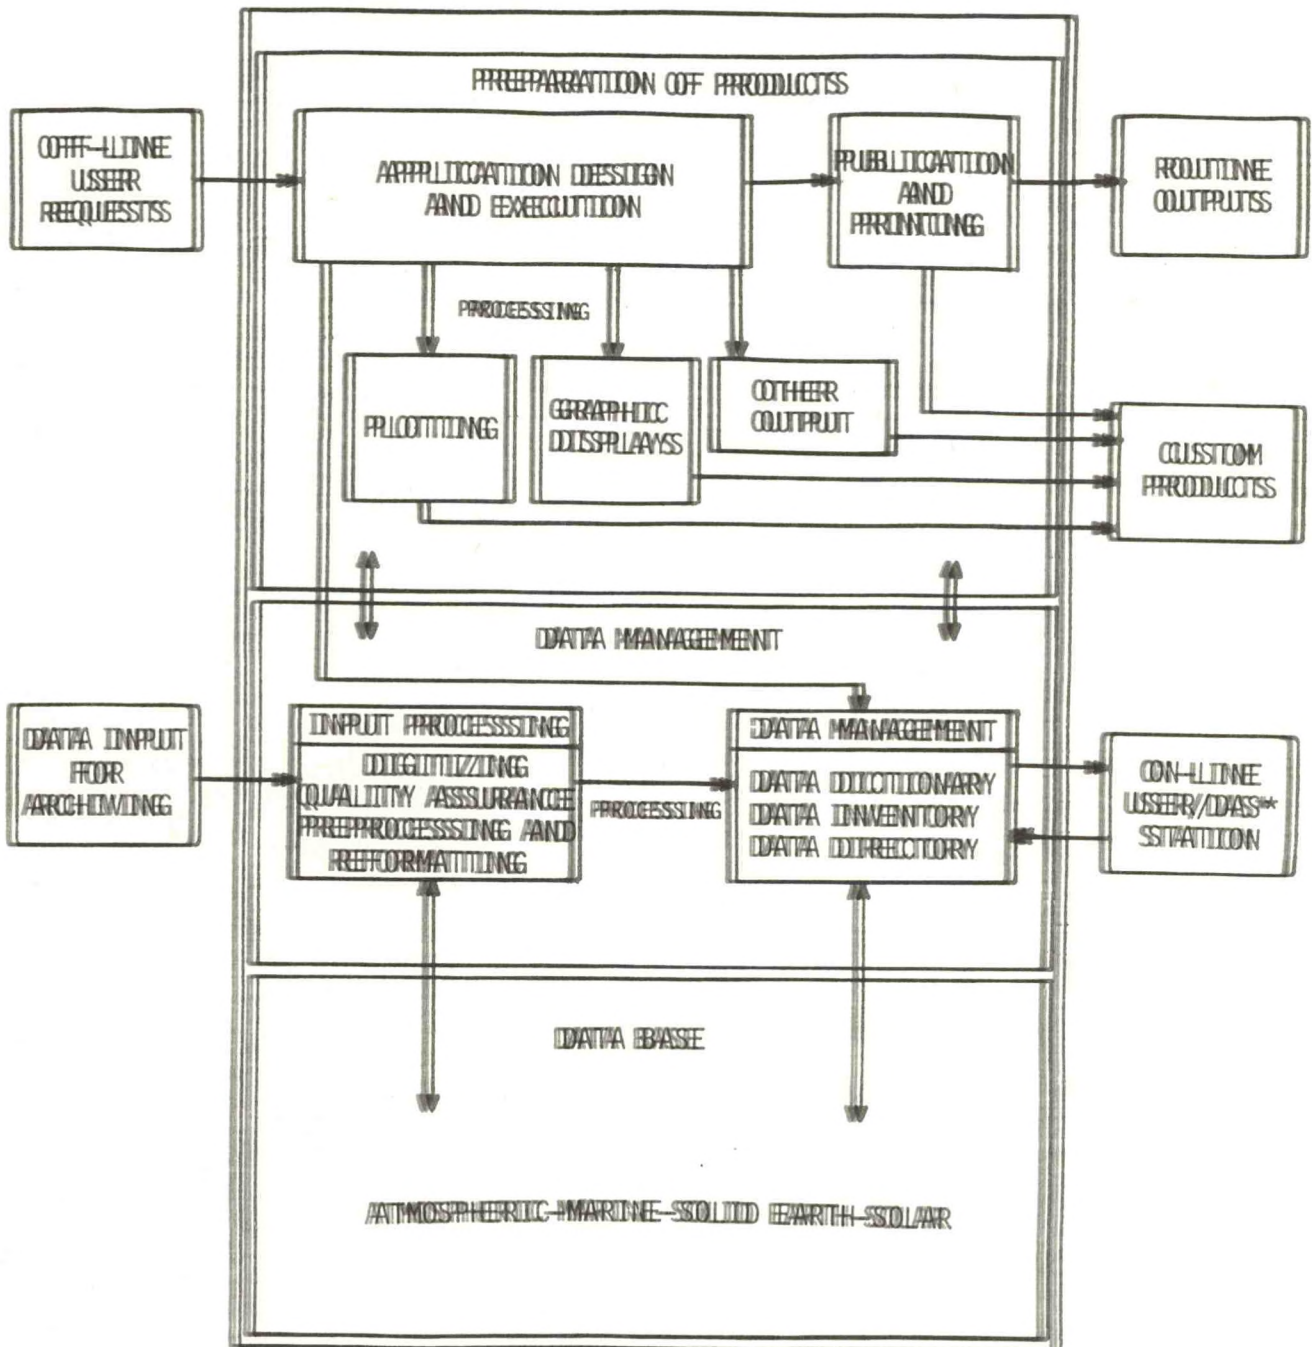 PREPARATION OF PRODUCTS
OFF-LINE
USER
REQUESTS
APPLICATION DESIGN
AND EXECUTION
PUBLICATION
AND
PRINTING
ROUTINE
OUTPUTS
PROCESSING
PLOTTING
GRAPHIC
DISPLAYS
OTHER
OUTPUT
CUSTOM
PRODUCTS
DATA MANAGEMENT
DATA INPUT
FOR
ARCHIVING
INPUT PROCESSING
DIGITIZING
QUALITY ASSURANCE
PREPROCESSING AND
REFORMATTING
PROCESSING
DATA MANAGEMENT
DATA DICTIONARY
DATA INVENTORY
DATA DIRECTORY
ON-LINE
USER/DAS*
STATION
DATA BASE
ATMOSPHERIC-MARINE-SOLID EARTH-SOLAR